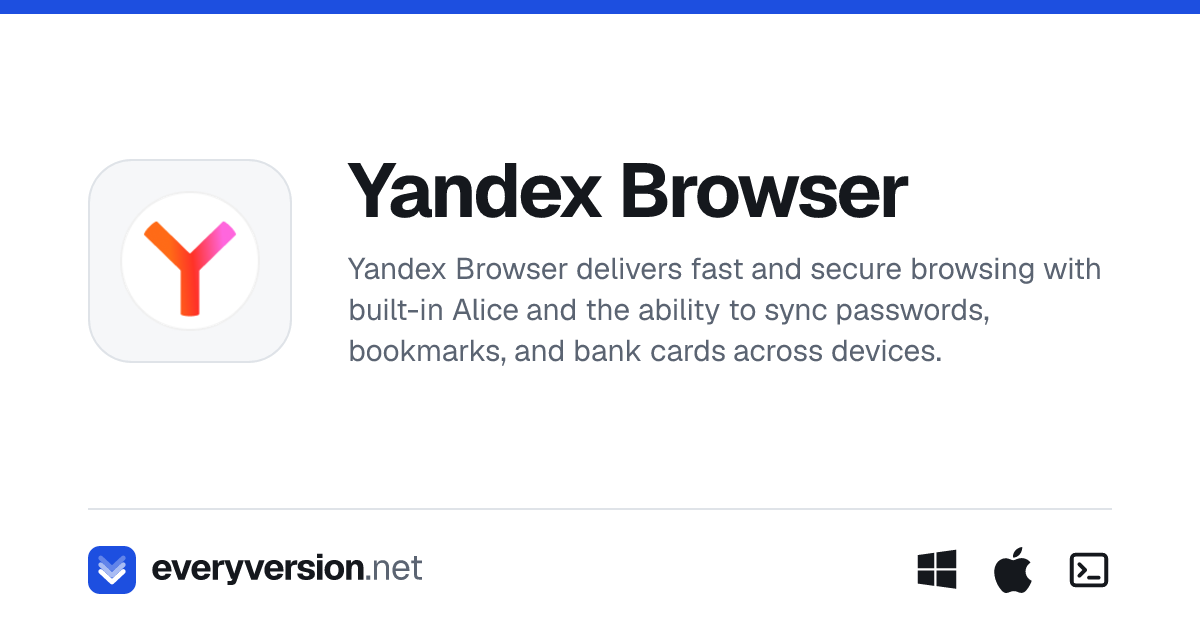 Yandex Browser
Yandex Browser delivers fast and secure browsing with
built-in Alice and the ability to sync passwords,
bookmarks, and bank cards across devices.
everyversion.net